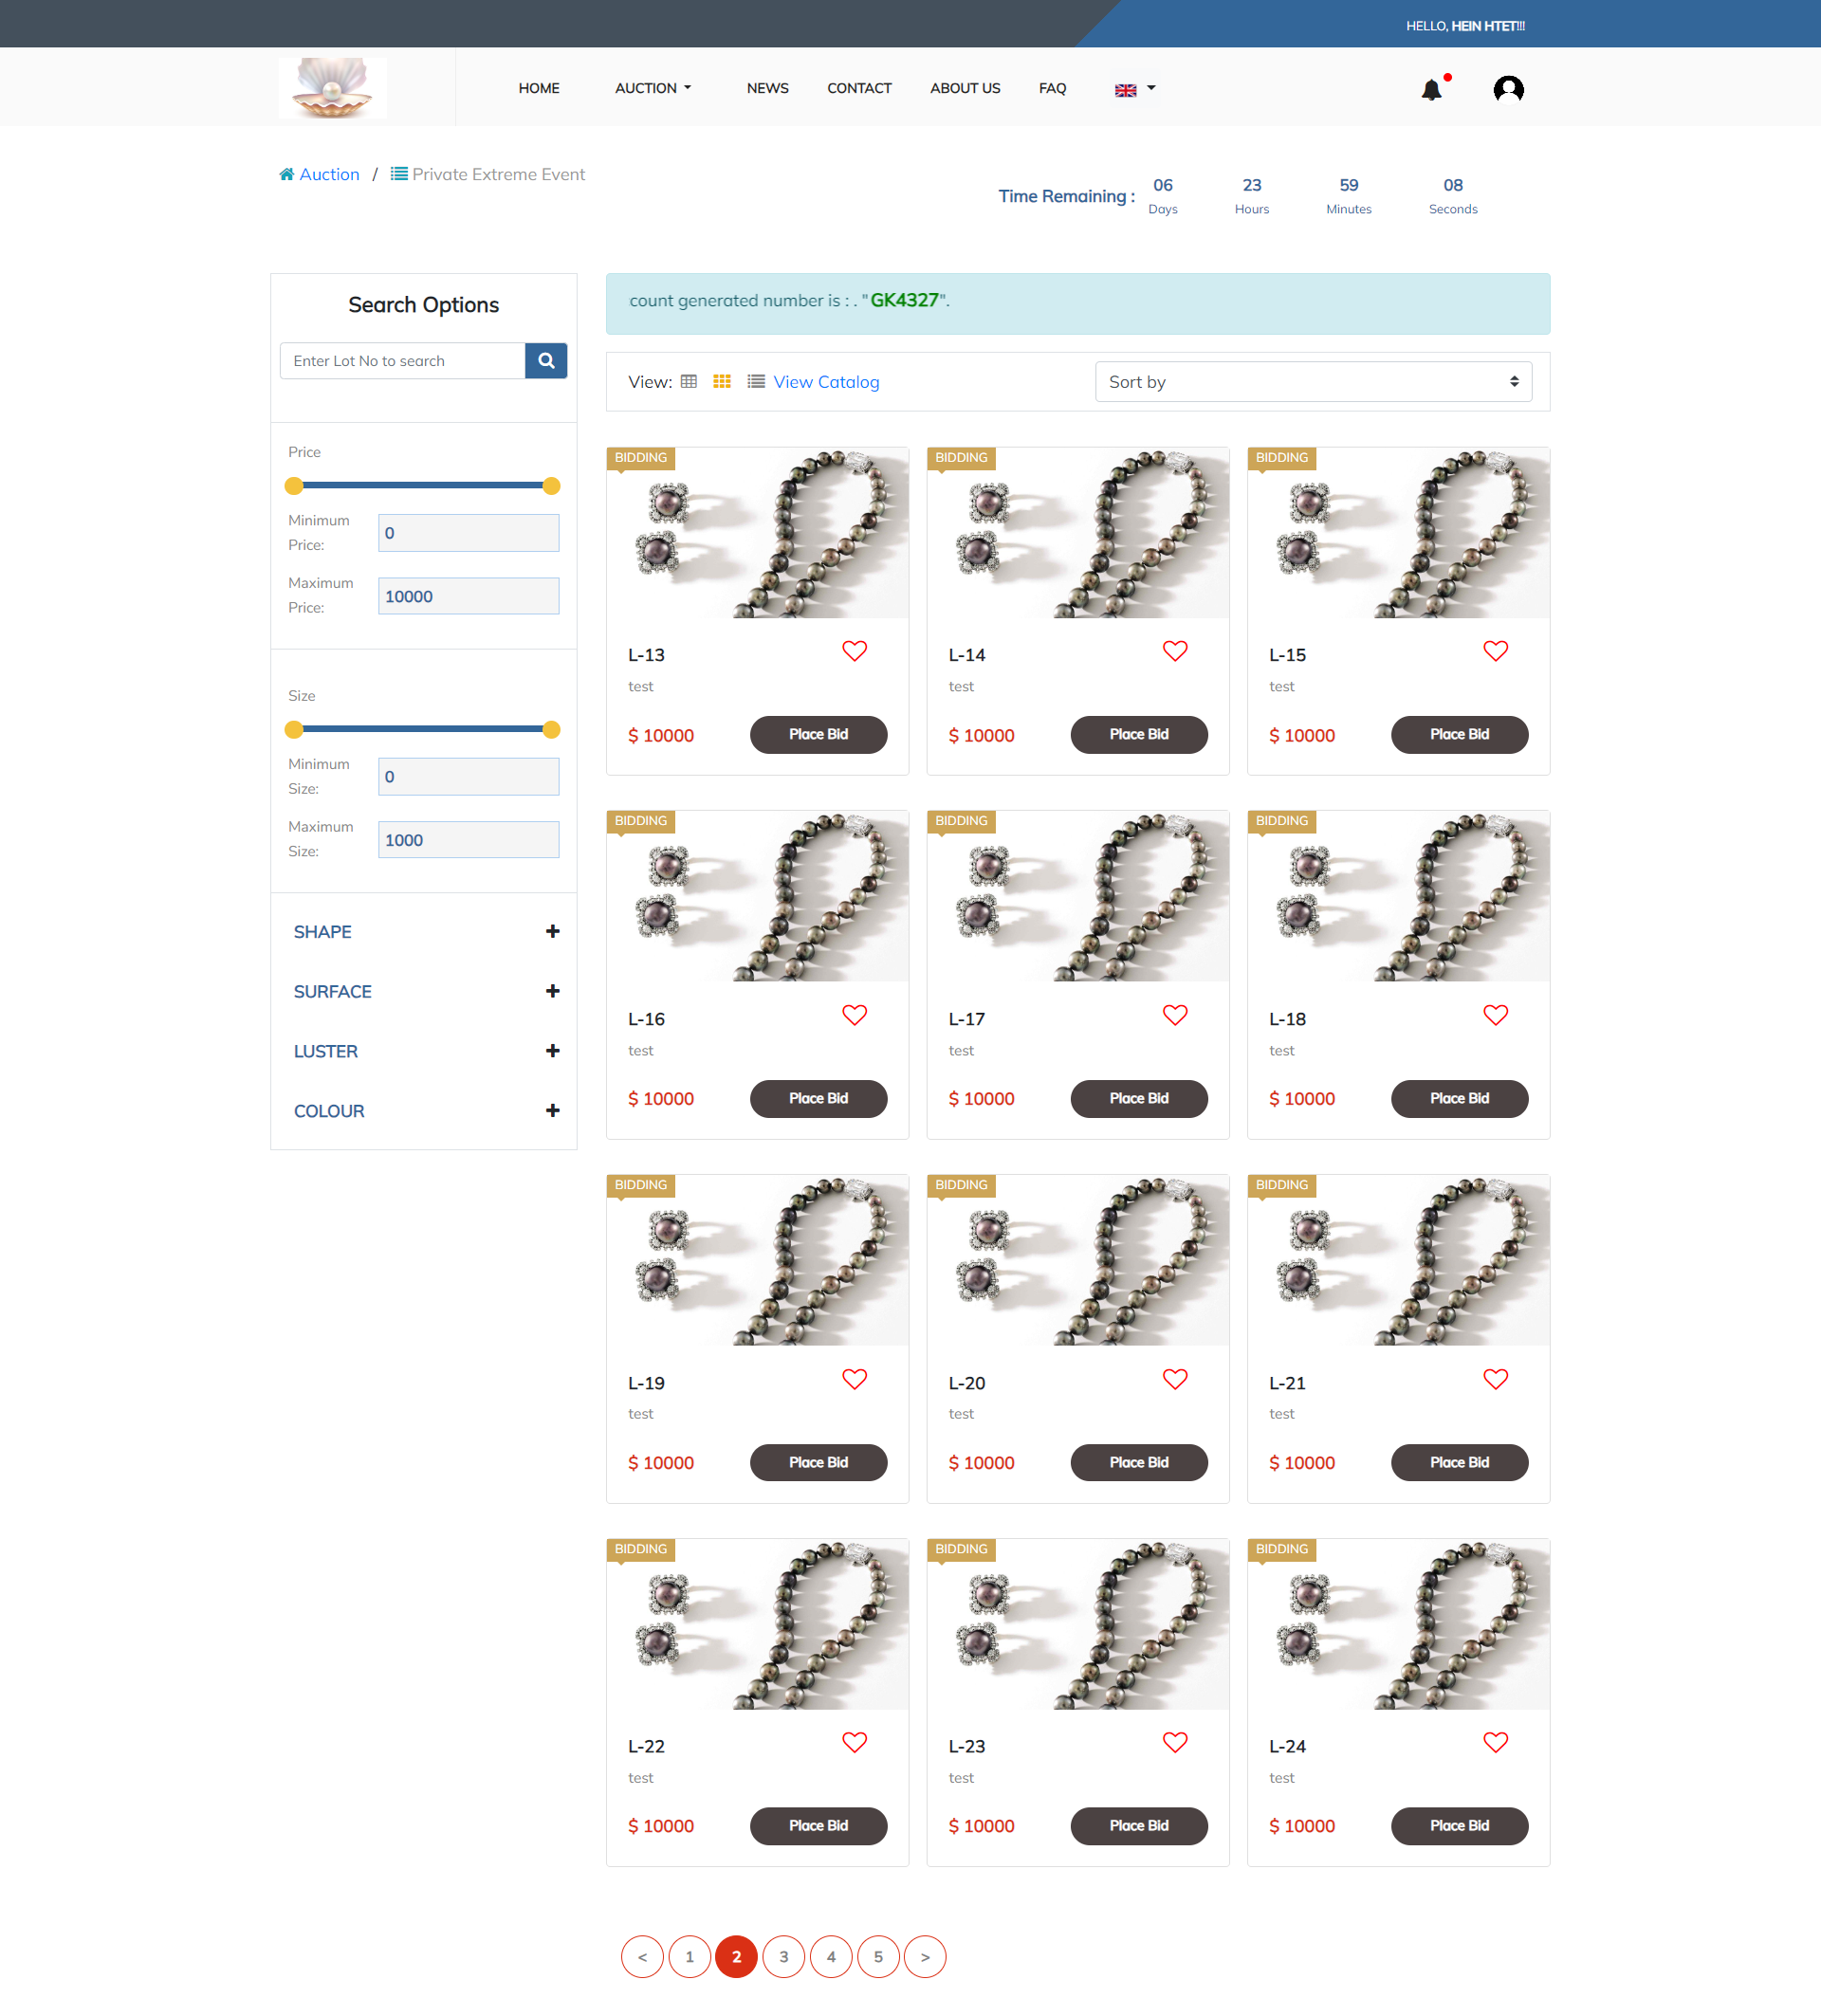 HELLO, HEIN HTET!!!
HOME AUCTION NEWS CONTACT ABOUT US FAQ
Auction / Private Extreme Event
Time Remaining : 06 23 59 08
Days Hours Minutes Seconds
Search Options
Enter Lot No to search
Price
Minimum Price: 0
Maximum Price: 10000
Size
Minimum Size: 0
Maximum Size: 1000
SHAPE
SURFACE
LUSTER
COLOUR
count generated number is : . "GK4327".
View: View Catalog Sort by
BIDDING BIDDING BIDDING
L-13 L-14 L-15
test test test
$ 10000 Place Bid $ 10000 Place Bid $ 10000 Place Bid
BIDDING BIDDING BIDDING
L-16 L-17 L-18
test test test
$ 10000 Place Bid $ 10000 Place Bid $ 10000 Place Bid
BIDDING BIDDING BIDDING
L-19 L-20 L-21
test test test
$ 10000 Place Bid $ 10000 Place Bid $ 10000 Place Bid
BIDDING BIDDING BIDDING
L-22 L-23 L-24
test test test
$ 10000 Place Bid $ 10000 Place Bid $ 10000 Place Bid
< 1 2 3 4 5 >